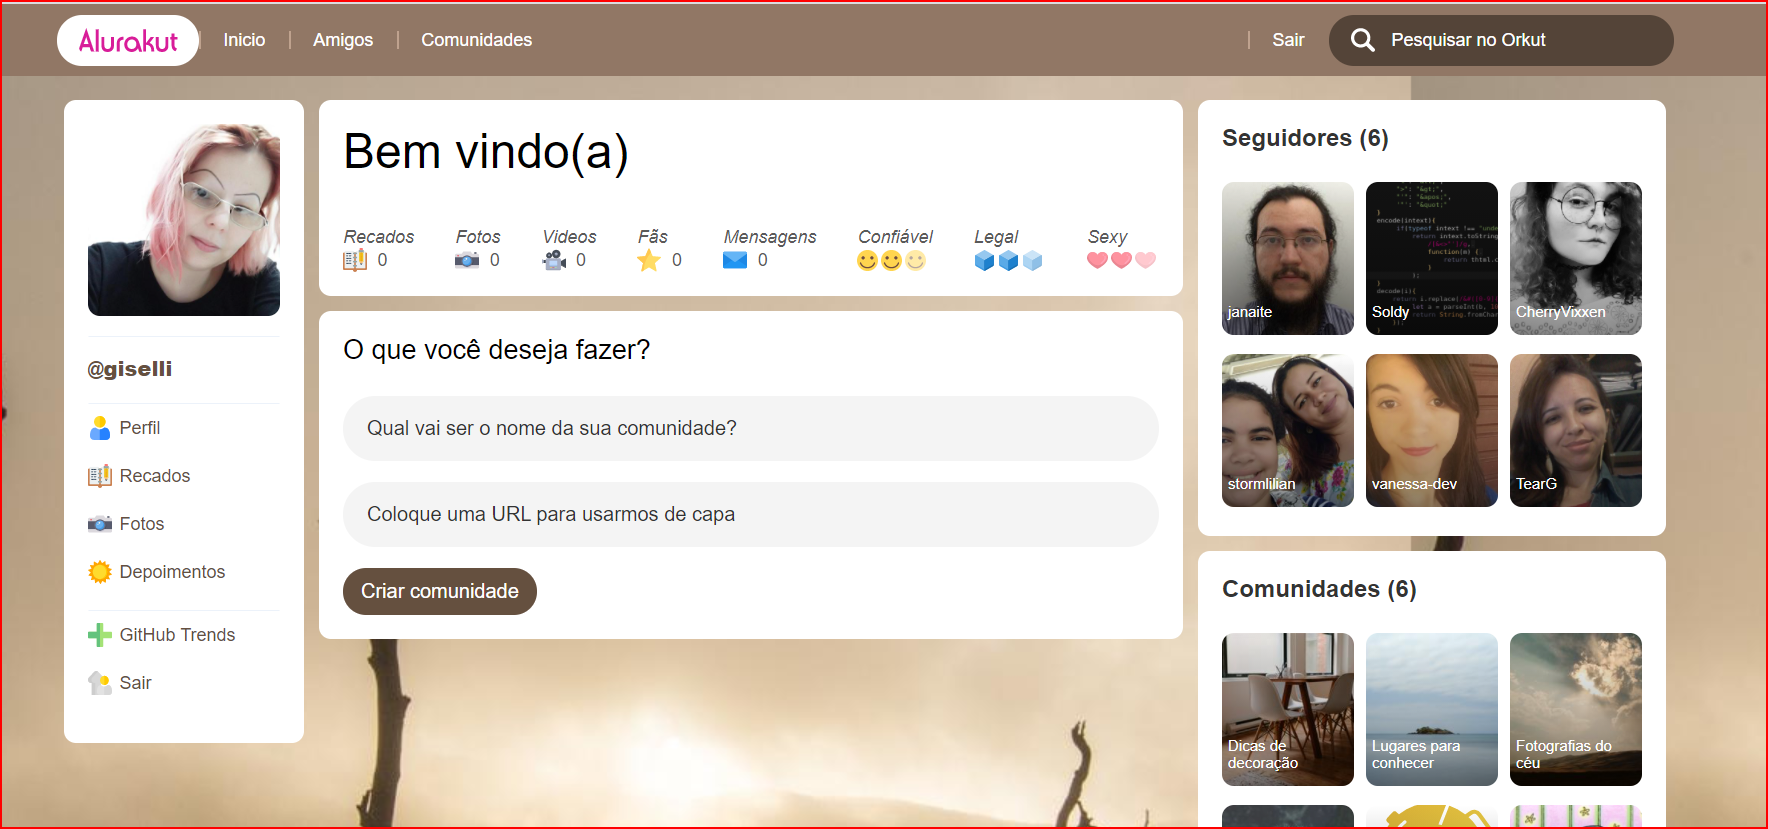 Alurakut
Inicio
Amigos
Comunidades
Sair
Pesquisar no Orkut
@giselli
Perfil
Recados
Fotos
Depoimentos
GitHub Trends
Sair
Bem vindo(a)
Recados Fotos Videos Fãs Mensagens Confiável Legal Sexy
0 0 0 0 0
O que você deseja fazer?
Qual vai ser o nome da sua comunidade?
Coloque uma URL para usarmos de capa
Criar comunidade
Seguidores (6)
janaite
Soldy
CherryVixxen
stormlilian
vanessa-dev
TearG
Comunidades (6)
Dicas de
decoração
Lugares para
conhecer
Fotografias do
céu